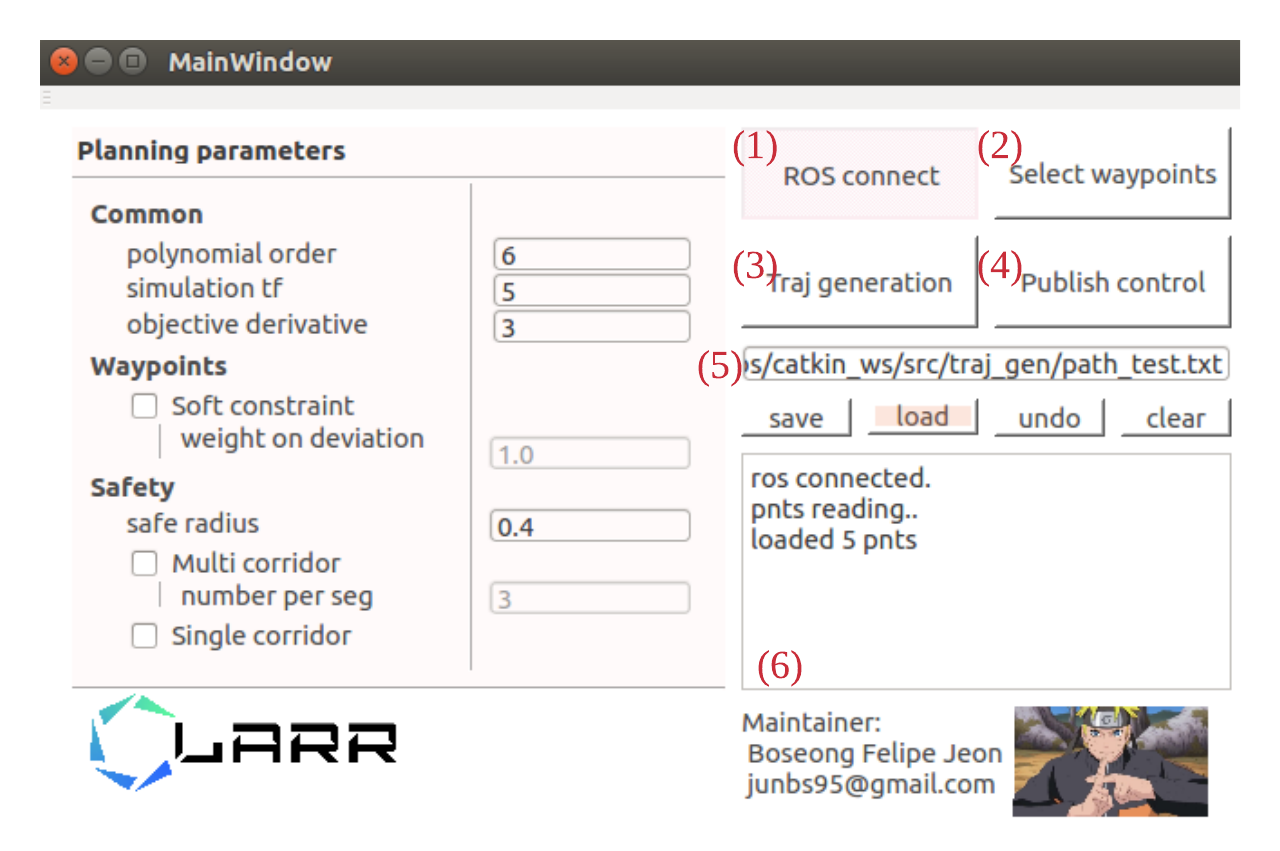 MainWindow
Planning parameters
Common
polynomial order 6
simulation tf 5
objective derivative 3
Waypoints
Soft constraint
weight on deviation 1.0
Safety
safe radius 0.4
Multi corridor
number per seg 3
Single corridor
LARR
(1) ROS connect
(2) Select waypoints
(3) Traj generation
(4) Publish control
(5) os/catkin_ws/src/traj_gen/path_test.txt
save load undo clear
ros connected.
pnts reading..
loaded 5 pnts
(6)
Maintainer:
Boseong Felipe Jeon
junbs95@gmail.com